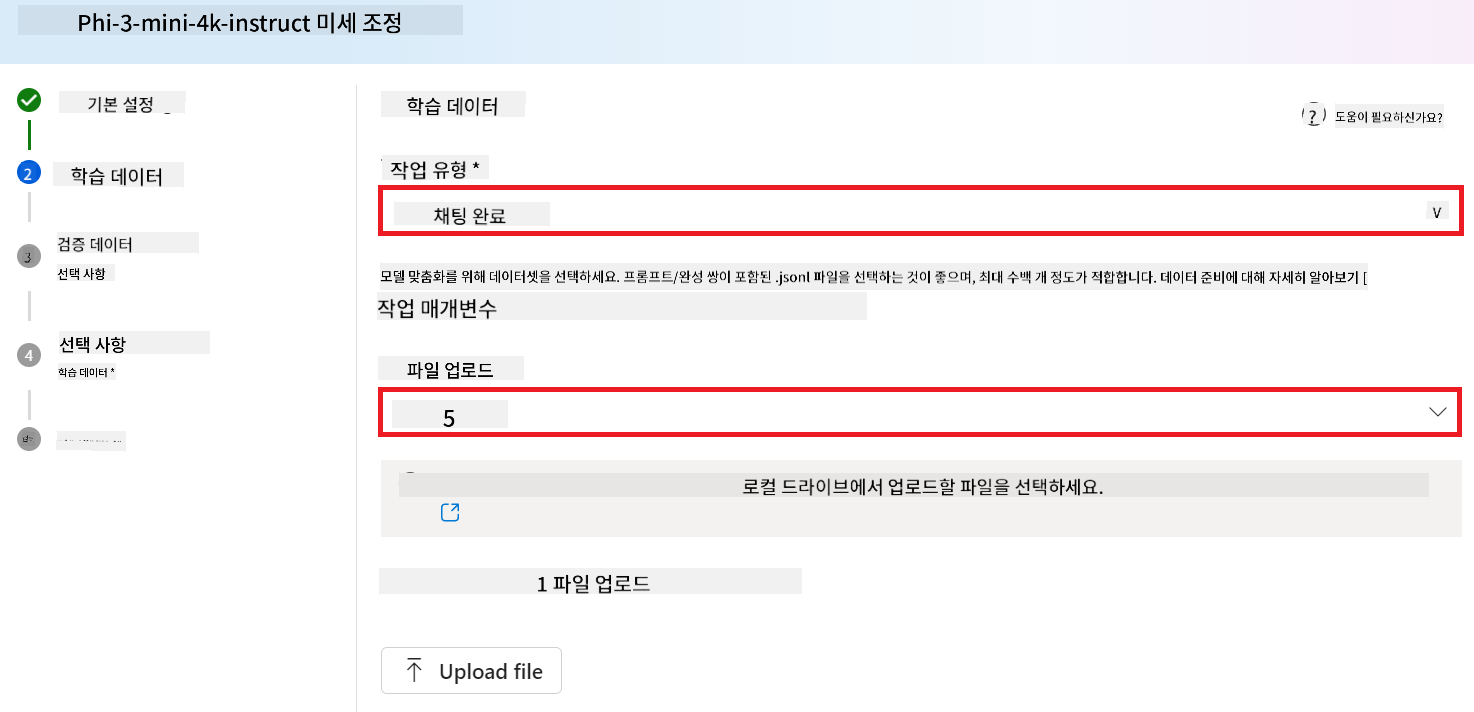 Phi-3-mini-4k-instruct 미세 조정
기본 설정
2
학습 데이터
3
검증 데이터
선택 사항
4
선택 사항
학습 데이터 *
학습 데이터
? 도움이 필요하신가요?
작업 유형 *
채팅 완료
V
모델 맞춤화를 위해 데이터셋을 선택하세요. 프롬프트/완성 쌍이 포함된 .jsonl 파일을 선택하는 것이 좋으며, 최대 수백 개 정도가 적합합니다. 데이터 준비에 대해 자세히 알아보기 [
작업 매개변수
파일 업로드
5
로컬 드라이브에서 업로드할 파일을 선택하세요.
1 파일 업로드
Upload file